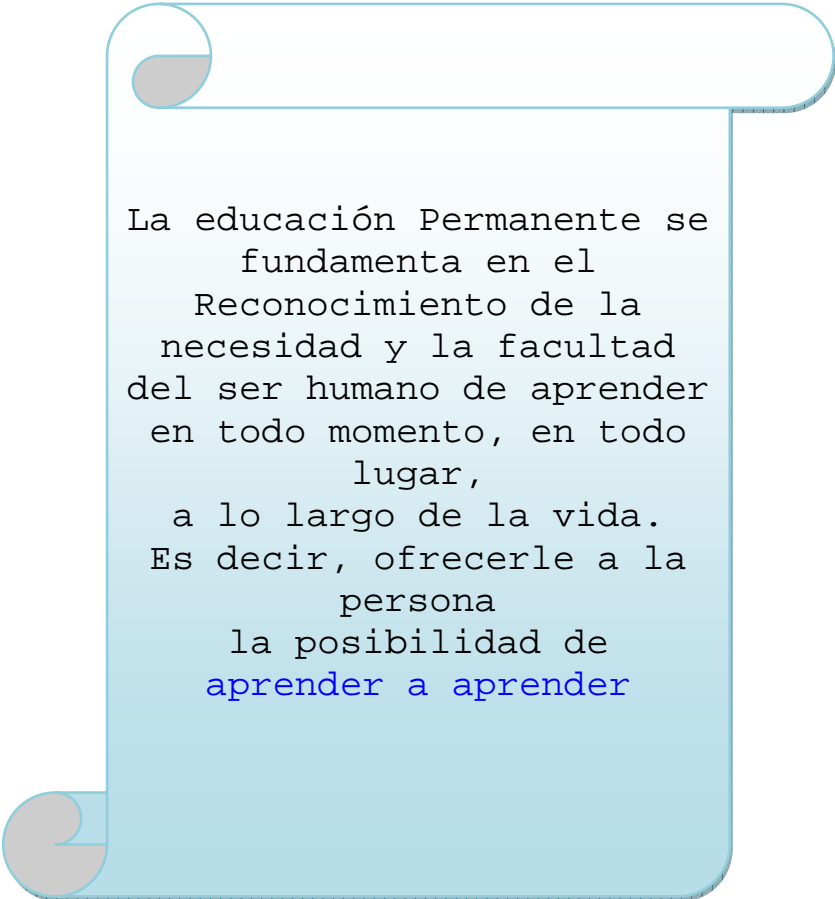 La educación Permanente se
fundamenta en el
Reconocimiento de la
necesidad y la facultad
del ser humano de aprender
en todo momento, en todo
lugar,
a lo largo de la vida.
Es decir, ofrecerle a la
persona
la posibilidad de
aprender a aprender